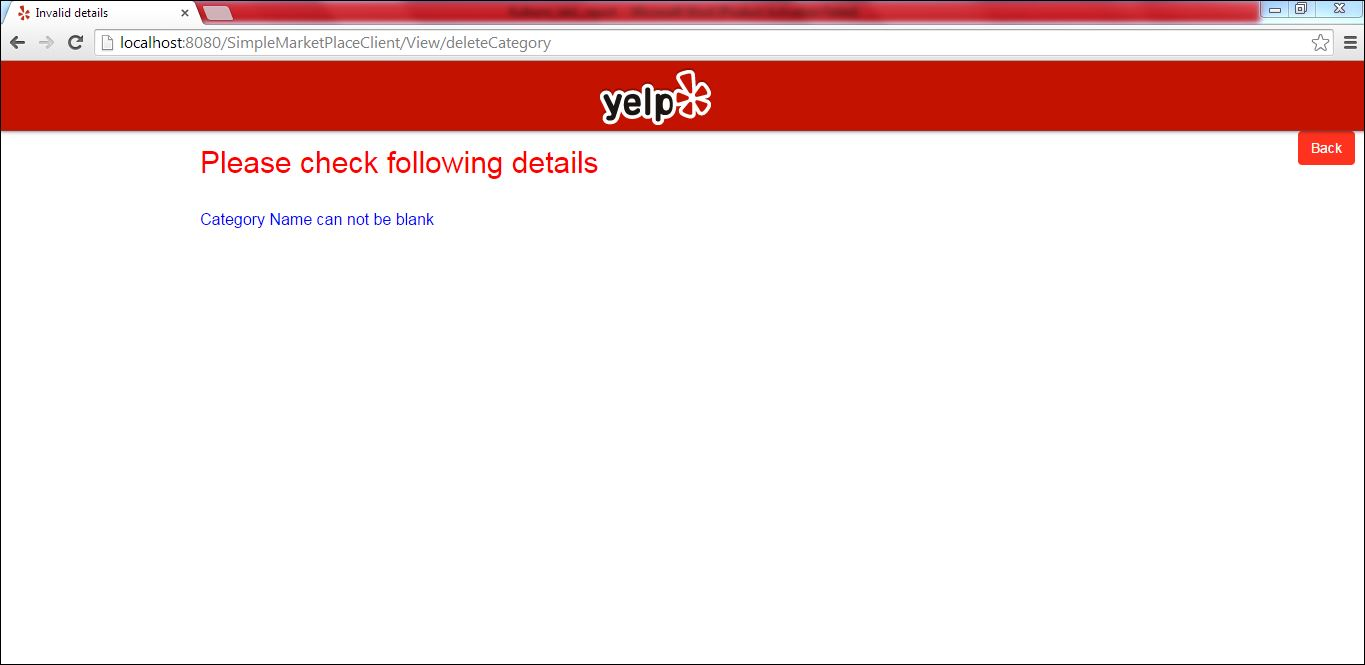 Invalid details
localhost:8080/SimpleMarketPlaceClient/View/deleteCategory
yelp
Back
Please check following details
Category Name can not be blank